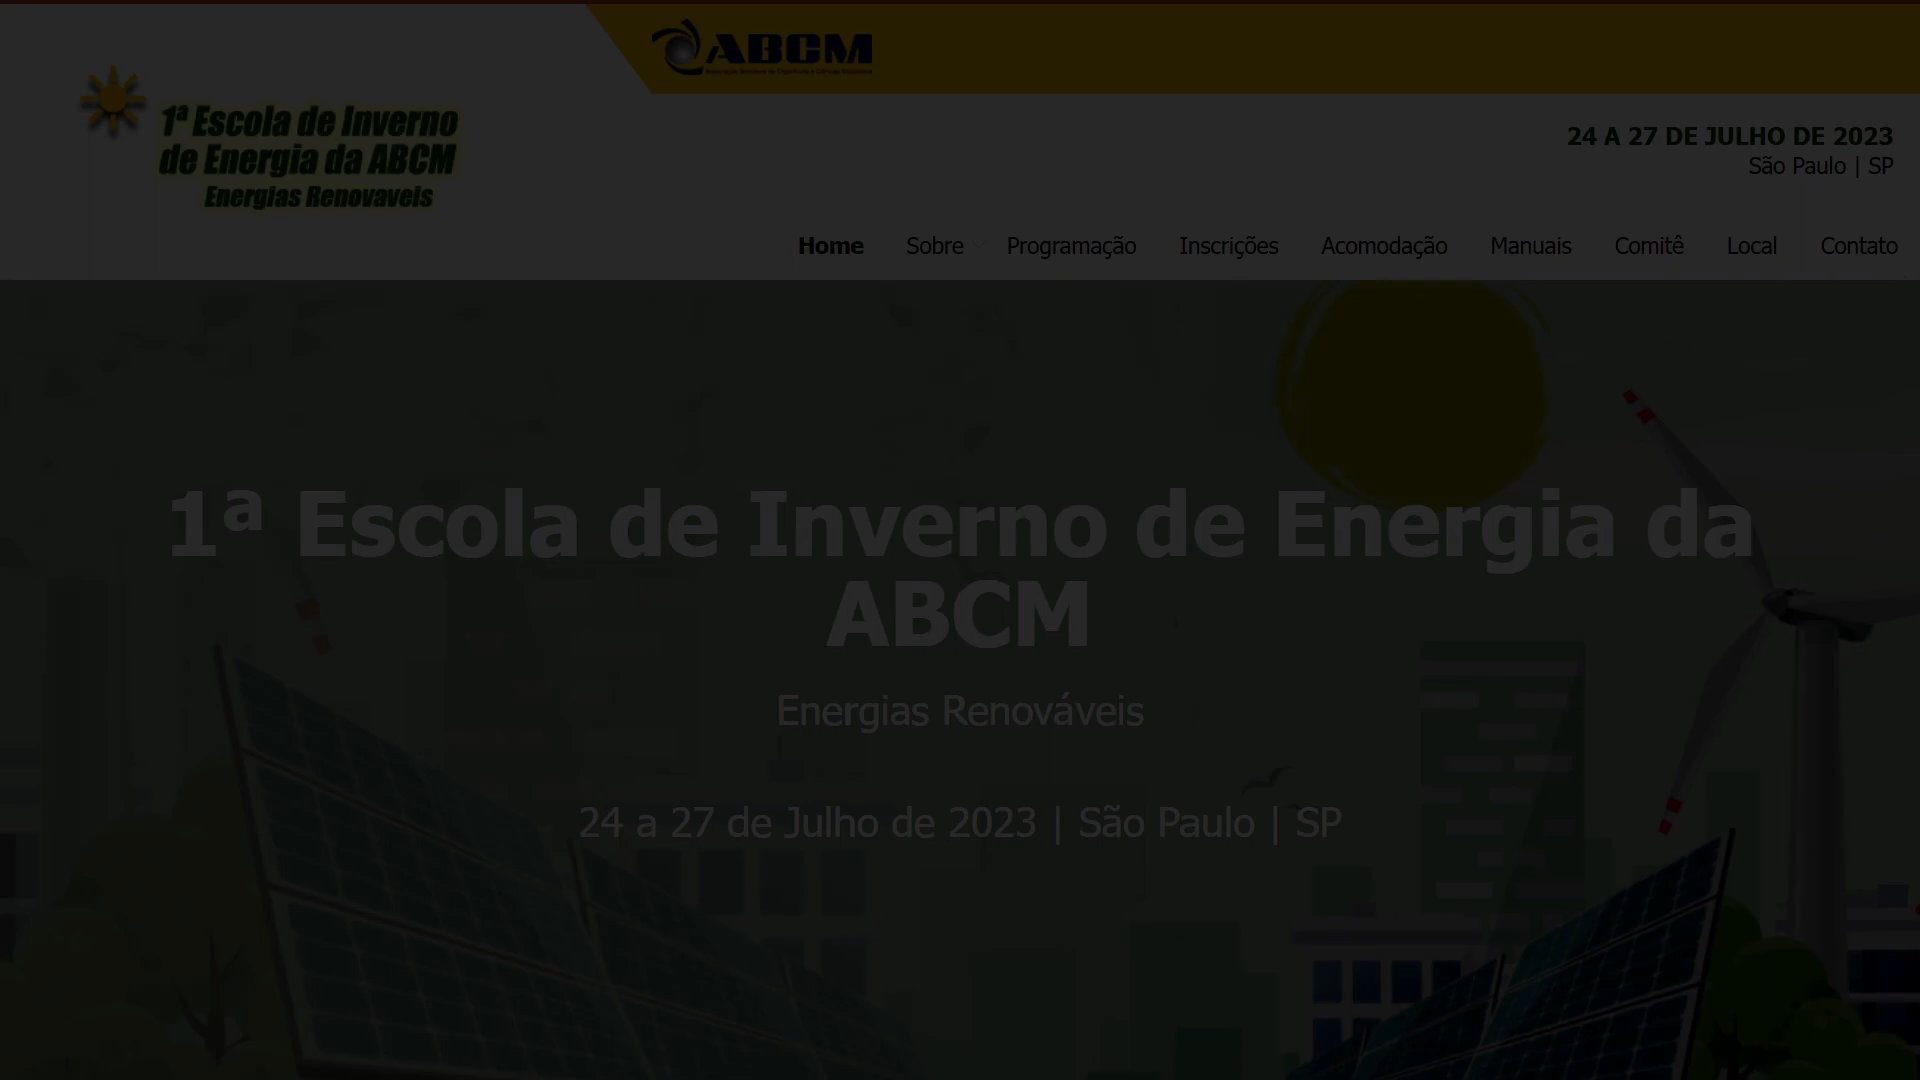 ABCM
1ª Escola de Inverno
de Energia da ABCM
Energias Renovaveis
24 A 27 DE JULHO DE 2023
São Paulo | SP
Home Sobre Programação Inscrições Acomodação Manuais Comitê Local Contato
1ª Escola de Inverno de Energia da
ABCM
Energias Renováveis
24 a 27 de Julho de 2023 | São Paulo | SP